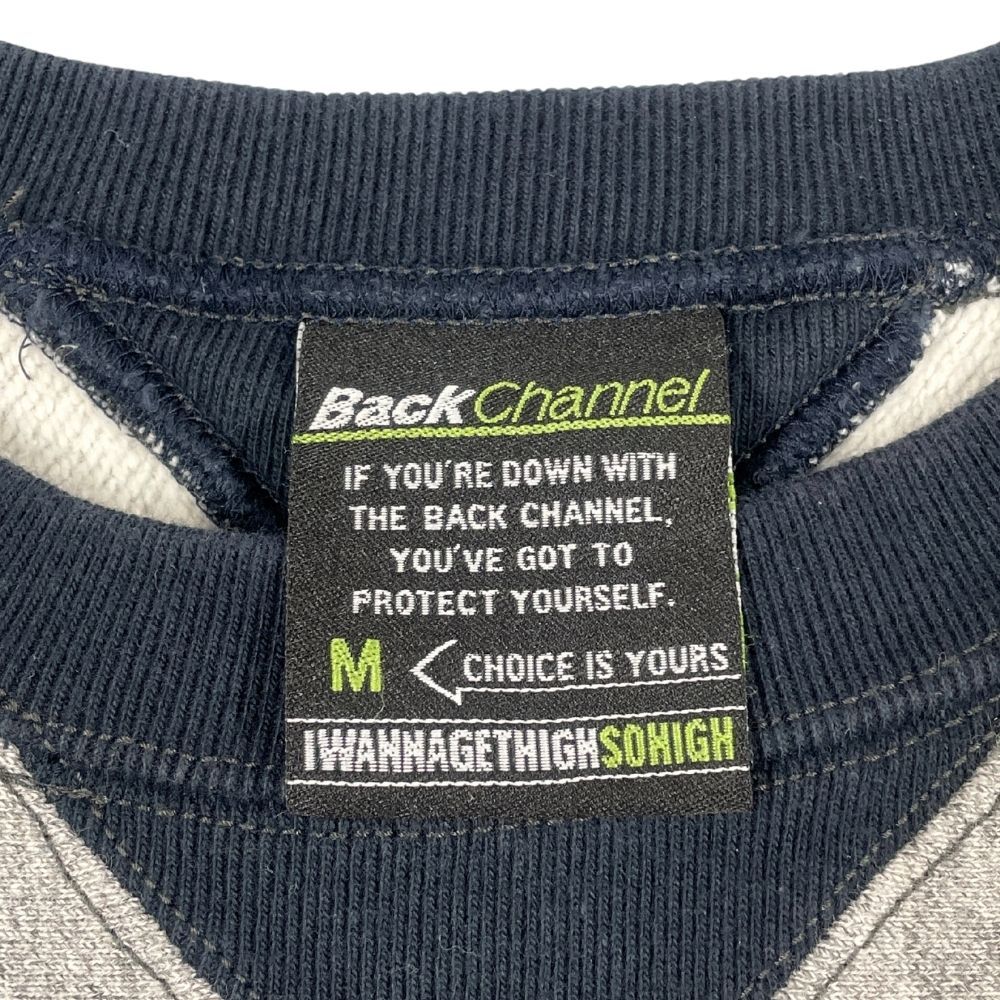 BackChannel
IF YOU'RE DOWN WITH
THE BACK CHANNEL,
YOU'VE GOT TO
PROTECT YOURSELF.
M CHOICE IS YOURS
IWANNAGETHIGHSOHIGH